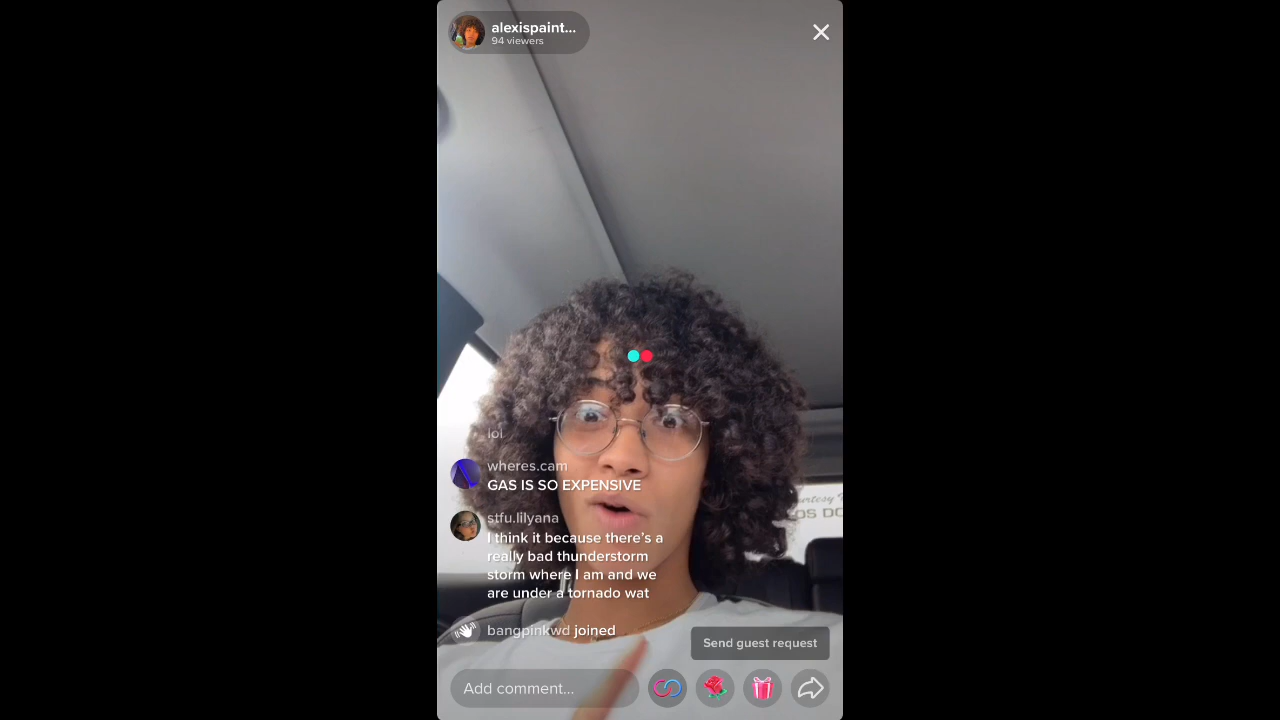 alexispaint...
94 viewers
lol
wheres.cam
GAS IS SO EXPENSIVE
stfu.lilyana
I think it because there's a
really bad thunderstorm
storm where I am and we
are under a tornado wat
bangpinkwd joined
Send guest request
Add comment...